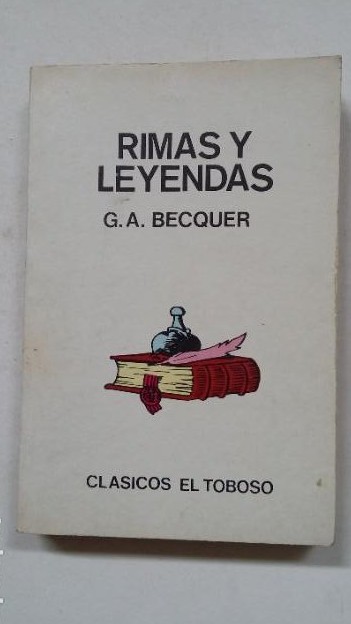 RIMAS Y
LEYENDAS
G.A. BECQUER
CLASICOS EL TOBOSO